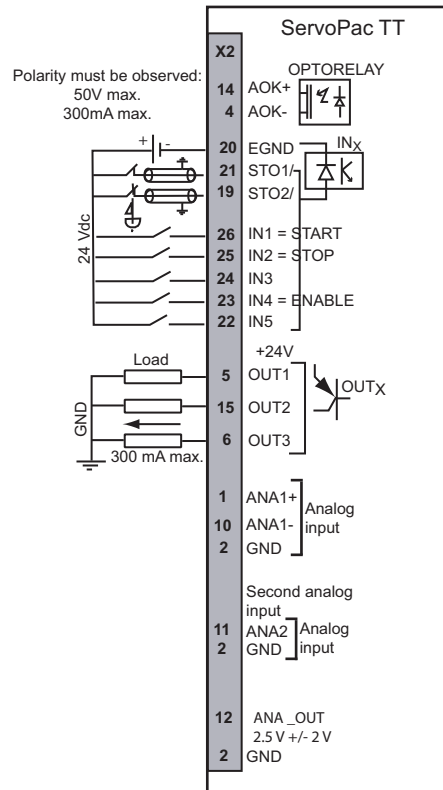 ServoPac TT
X2
OPTORELAY
Polarity must be observed:
50V max.
300mA max.
14 AOK+
4 AOK-
+ -
20 EGND
INX
21 STO1/
19 STO2/
24 Vdc
26 IN1 = START
25 IN2 = STOP
24 IN3
23 IN4 = ENABLE
22 IN5
+24V
Load
5 OUT1
OUTX
15 OUT2
GND
6 OUT3
300 mA max.
1 ANA1+
Analog
input
10 ANA1-
2 GND
Second analog
input
11 ANA2
Analog
input
2 GND
12 ANA _OUT
2.5 V +/- 2 V
2 GND